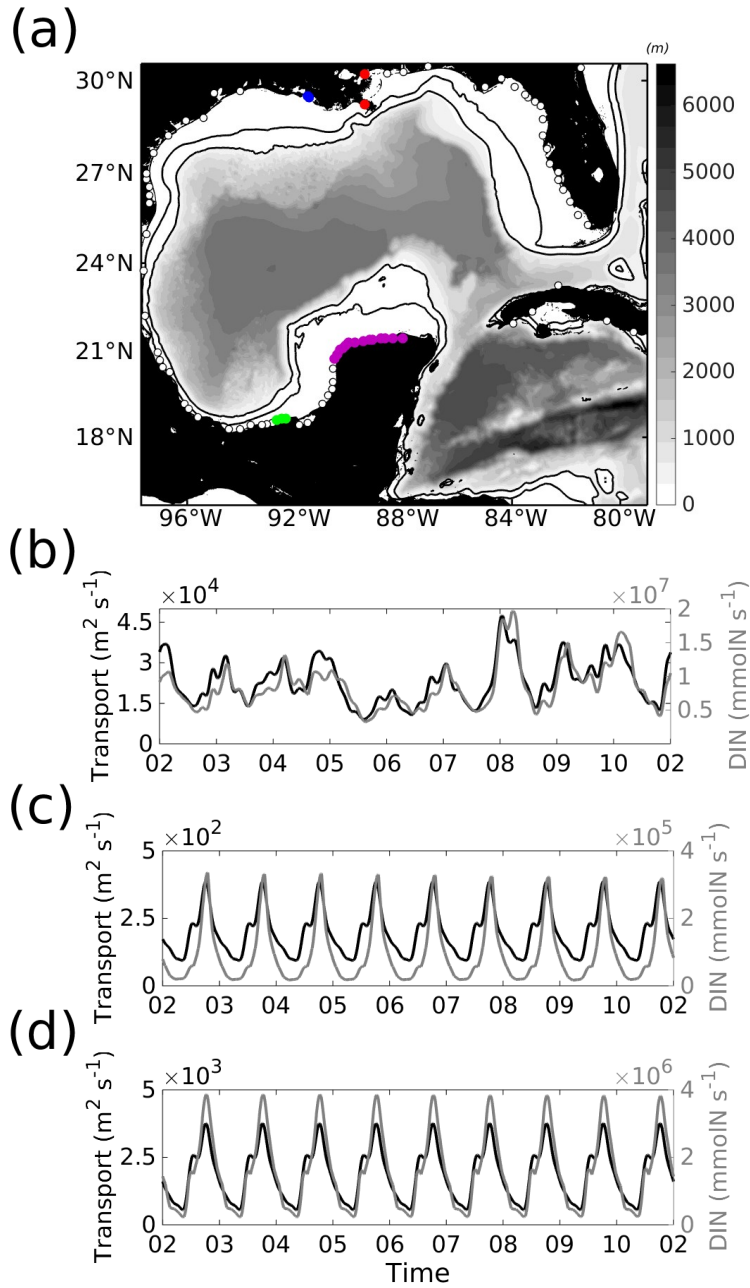 (a)
(m)
30°N
27°N
24°N
21°N
18°N
96°W 92°W 88°W 84°W 80°W
6000
5000
4000
3000
2000
1000
0
(b)
×10⁴
×10⁷
Transport (m² s⁻¹)
4.5
3
1.5
0
2
1.5
1
0.5
DIN (mmolN s⁻¹)
02 03 04 05 06 07 08 09 10 02
(c)
×10²
×10⁵
Transport (m² s⁻¹)
5
2.5
0
4
2
0
DIN (mmolN s⁻¹)
02 03 04 05 06 07 08 09 10 02
(d)
×10³
×10⁶
Transport (m² s⁻¹)
5
2.5
0
4
2
0
DIN (mmolN s⁻¹)
02 03 04 05 06 07 08 09 10 02
Time